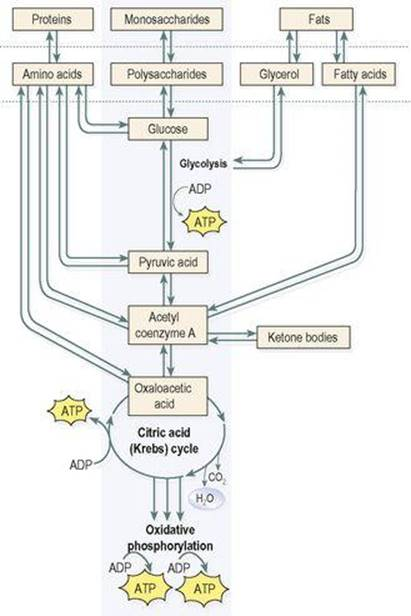 Proteins
Monosaccharides
Fats
Amino acids
Polysaccharides
Glycerol
Fatty acids
Glucose
Glycolysis
ADP
ATP
Pyruvic acid
Acetyl
coenzyme A
Ketone bodies
Oxaloacetic
acid
ATP
Citric acid
(Krebs) cycle
ADP
CO₂
H₂O
Oxidative
phosphorylation
ADP
ADP
ATP
ATP